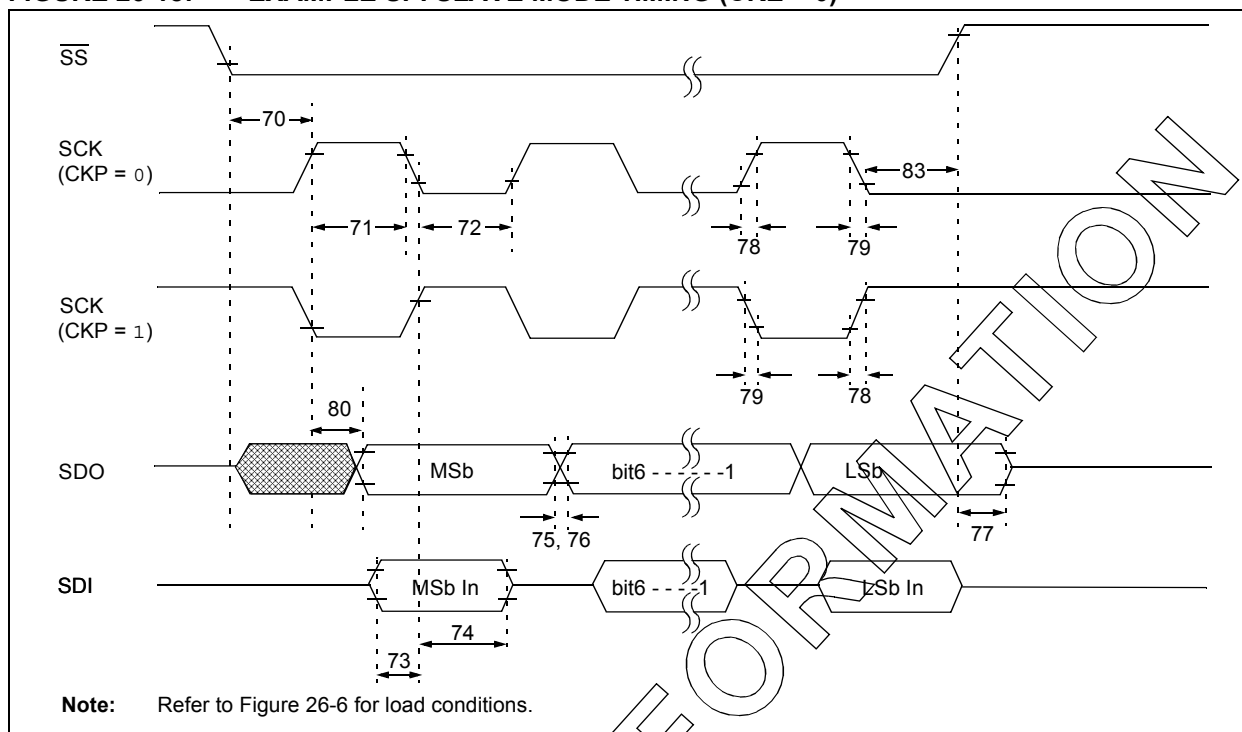 SS
70
SCK
(CKP = 0)
83
71
72
78
79
SCK
(CKP = 1)
79
78
80
SDO
MSb
bit6 - - - - - - -1
LSb
75, 76
77
SDI
MSb In
bit6 - - - -1
LSb In
74
73
Note: Refer to Figure 26-6 for load conditions.
FORMATION